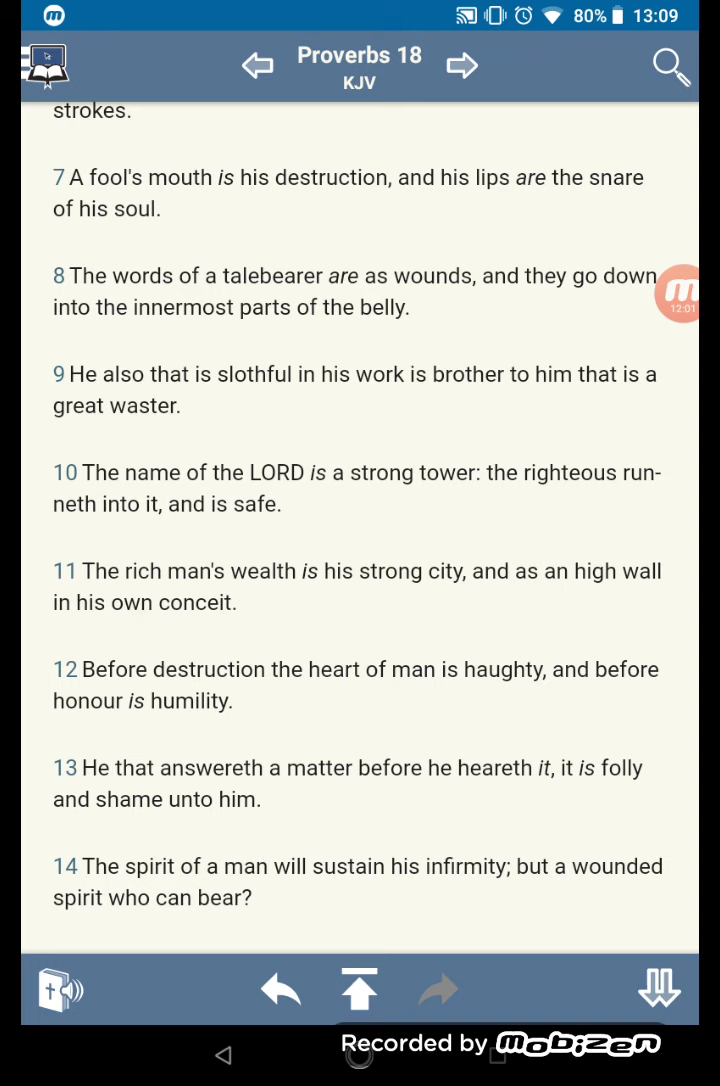 m 80% 13:09
Proverbs 18
KJV
strokes.
7 A fool's mouth is his destruction, and his lips are the snare
of his soul.
8 The words of a talebearer are as wounds, and they go down
into the innermost parts of the belly.
m
12:01
9 He also that is slothful in his work is brother to him that is a
great waster.
10 The name of the LORD is a strong tower: the righteous run-
neth into it, and is safe.
11 The rich man's wealth is his strong city, and as an high wall
in his own conceit.
12 Before destruction the heart of man is haughty, and before
honour is humility.
13 He that answereth a matter before he heareth it, it is folly
and shame unto him.
14 The spirit of a man will sustain his infirmity; but a wounded
spirit who can bear?
Recorded by mobizen